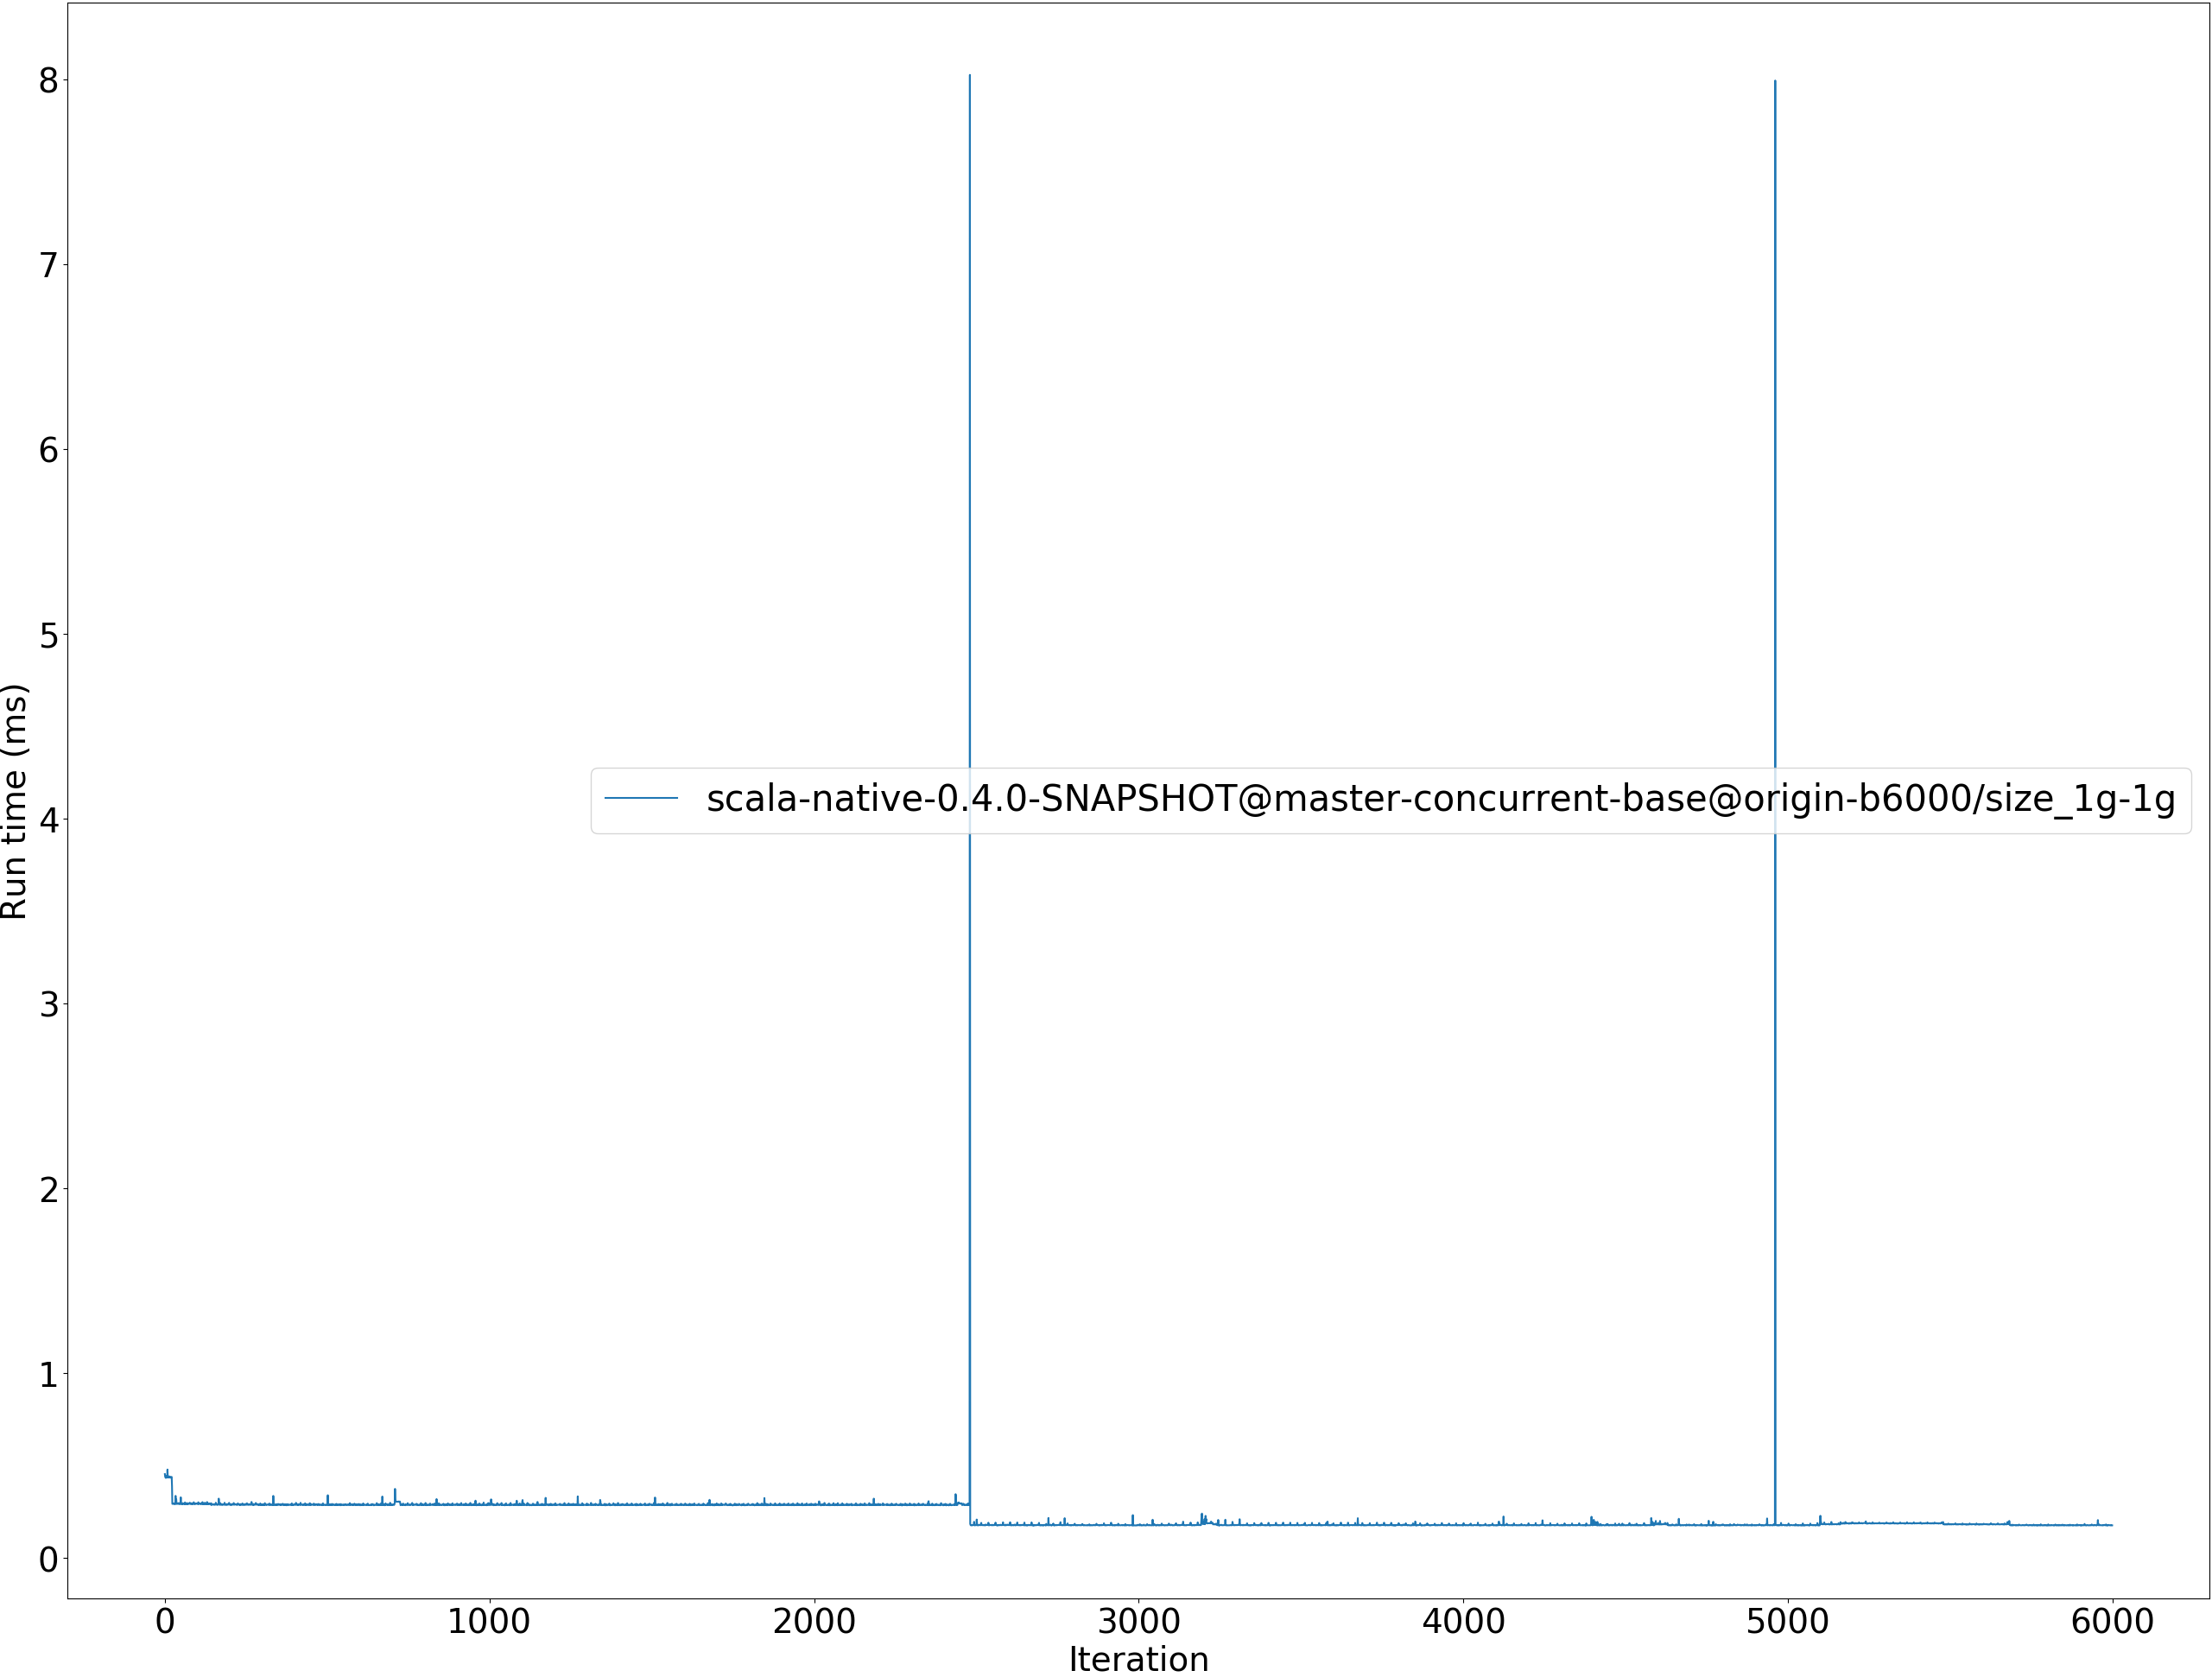 8
7
6
5
4
3
2
1
0
Run time (ms)
scala-native-0.4.0-SNAPSHOT@master-concurrent-base@origin-b6000/size_1g-1g
0 1000 2000 3000 4000 5000 6000
Iteration